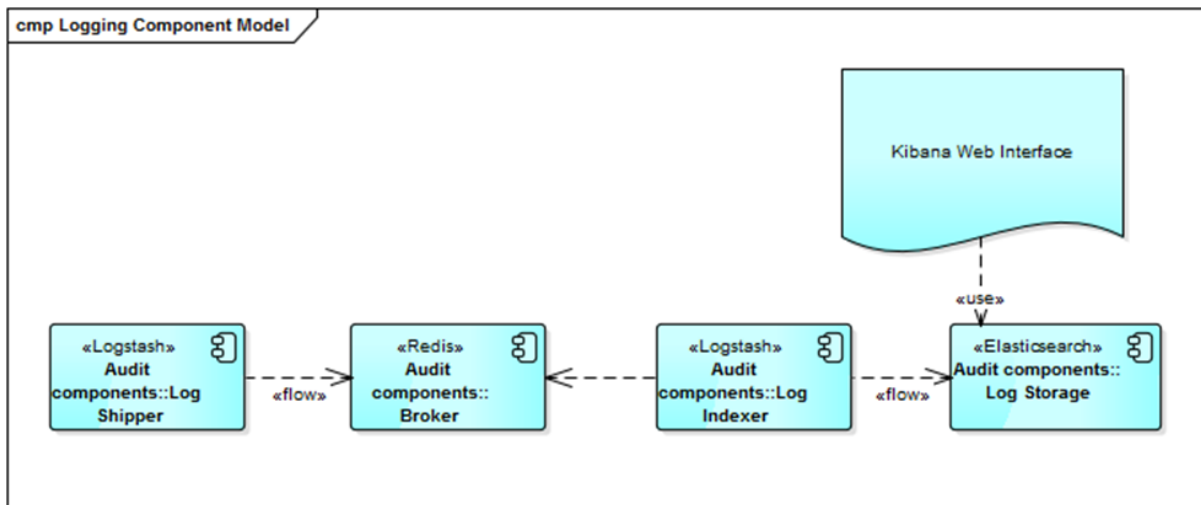 cmp Logging Component Model
Kibana Web Interface
«use»
«Logstash»
Audit
components::Log
Shipper
«flow»
«Redis»
Audit
components::
Broker
«Logstash»
Audit
components::Log
Indexer
«flow»
«Elasticsearch»
Audit components::
Log Storage